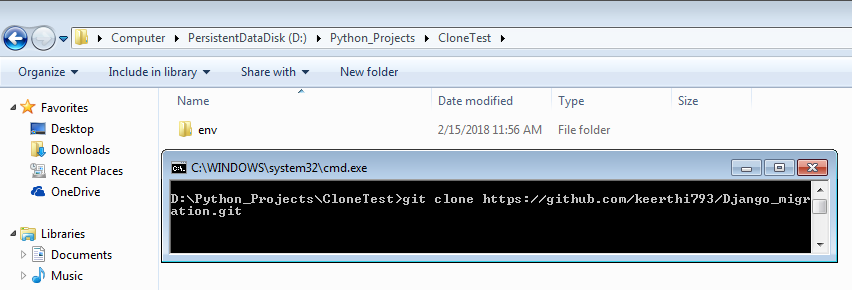 Computer PersistentDataDisk (D:) Python_Projects CloneTest
Organize Include in library Share with New folder
Favorites
Desktop
Downloads
Recent Places
OneDrive
Libraries
Documents
Music
Name Date modified Type Size
env 2/15/2018 11:56 AM File folder
C:\WINDOWS\system32\cmd.exe
D:\Python_Projects\CloneTest>git clone https://github.com/keerthi793/Django_migr
ation.git